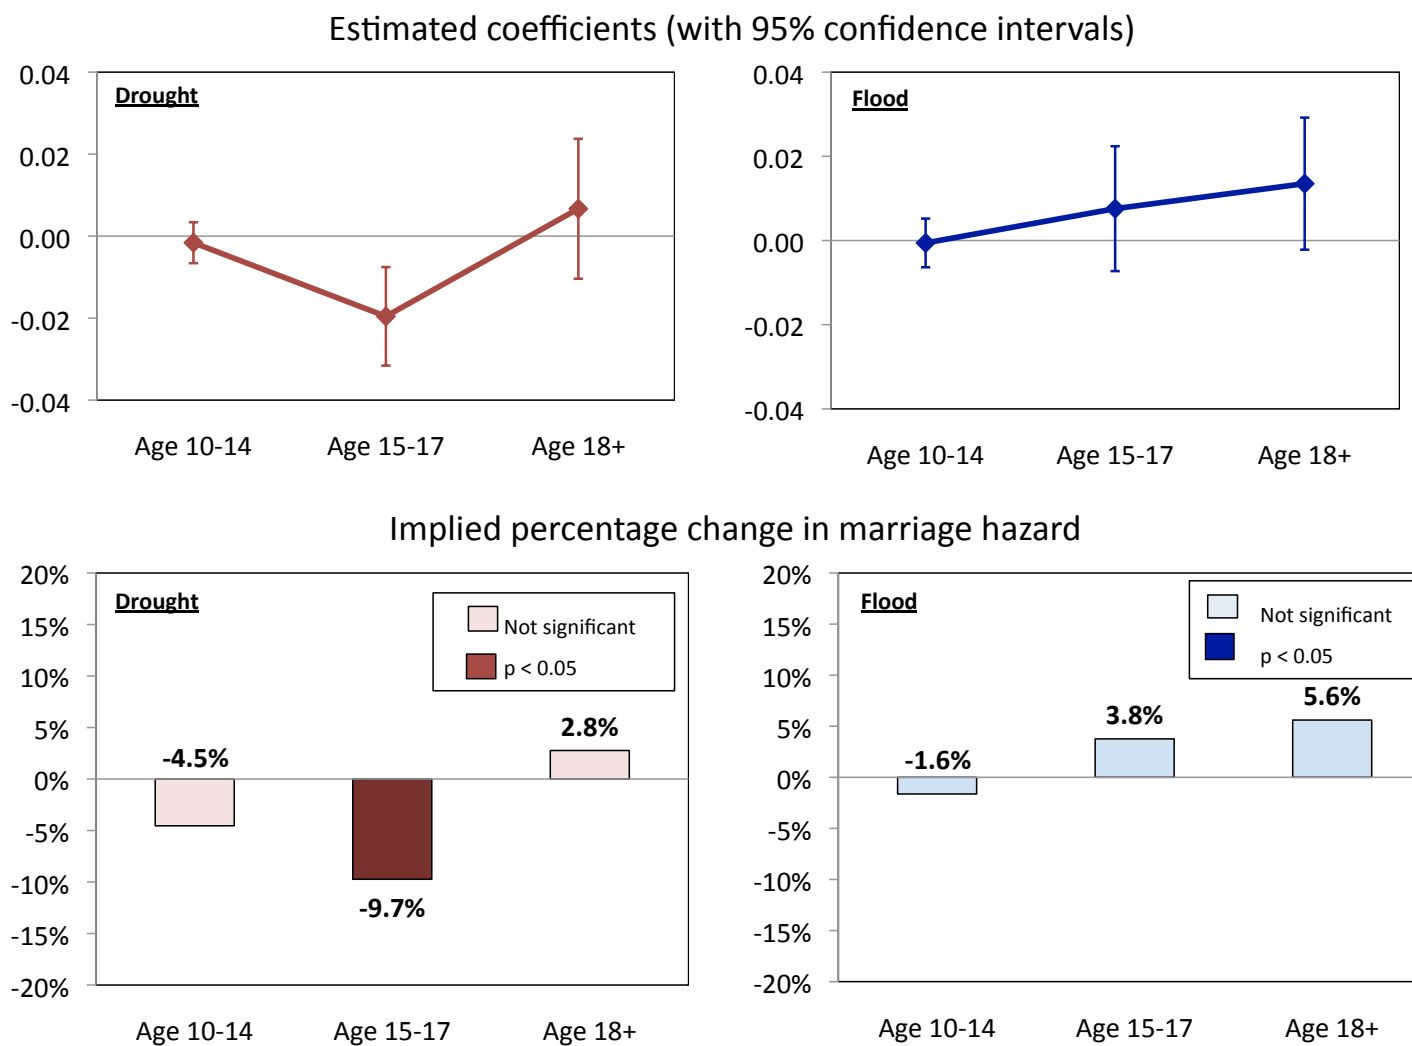 Estimated coefficients (with 95% confidence intervals)
Drought
0.04
0.02
0.00
-0.02
-0.04
Age 10-14 Age 15-17 Age 18+
Flood
0.04
0.02
0.00
-0.02
-0.04
Age 10-14 Age 15-17 Age 18+
Implied percentage change in marriage hazard
Drought
Not significant
p < 0.05
20%
15%
10%
5%
0%
-5%
-10%
-15%
-20%
-4.5%
-9.7%
2.8%
Age 10-14 Age 15-17 Age 18+
Flood
Not significant
p < 0.05
20%
15%
10%
5%
0%
-5%
-10%
-15%
-20%
-1.6%
3.8%
5.6%
Age 10-14 Age 15-17 Age 18+